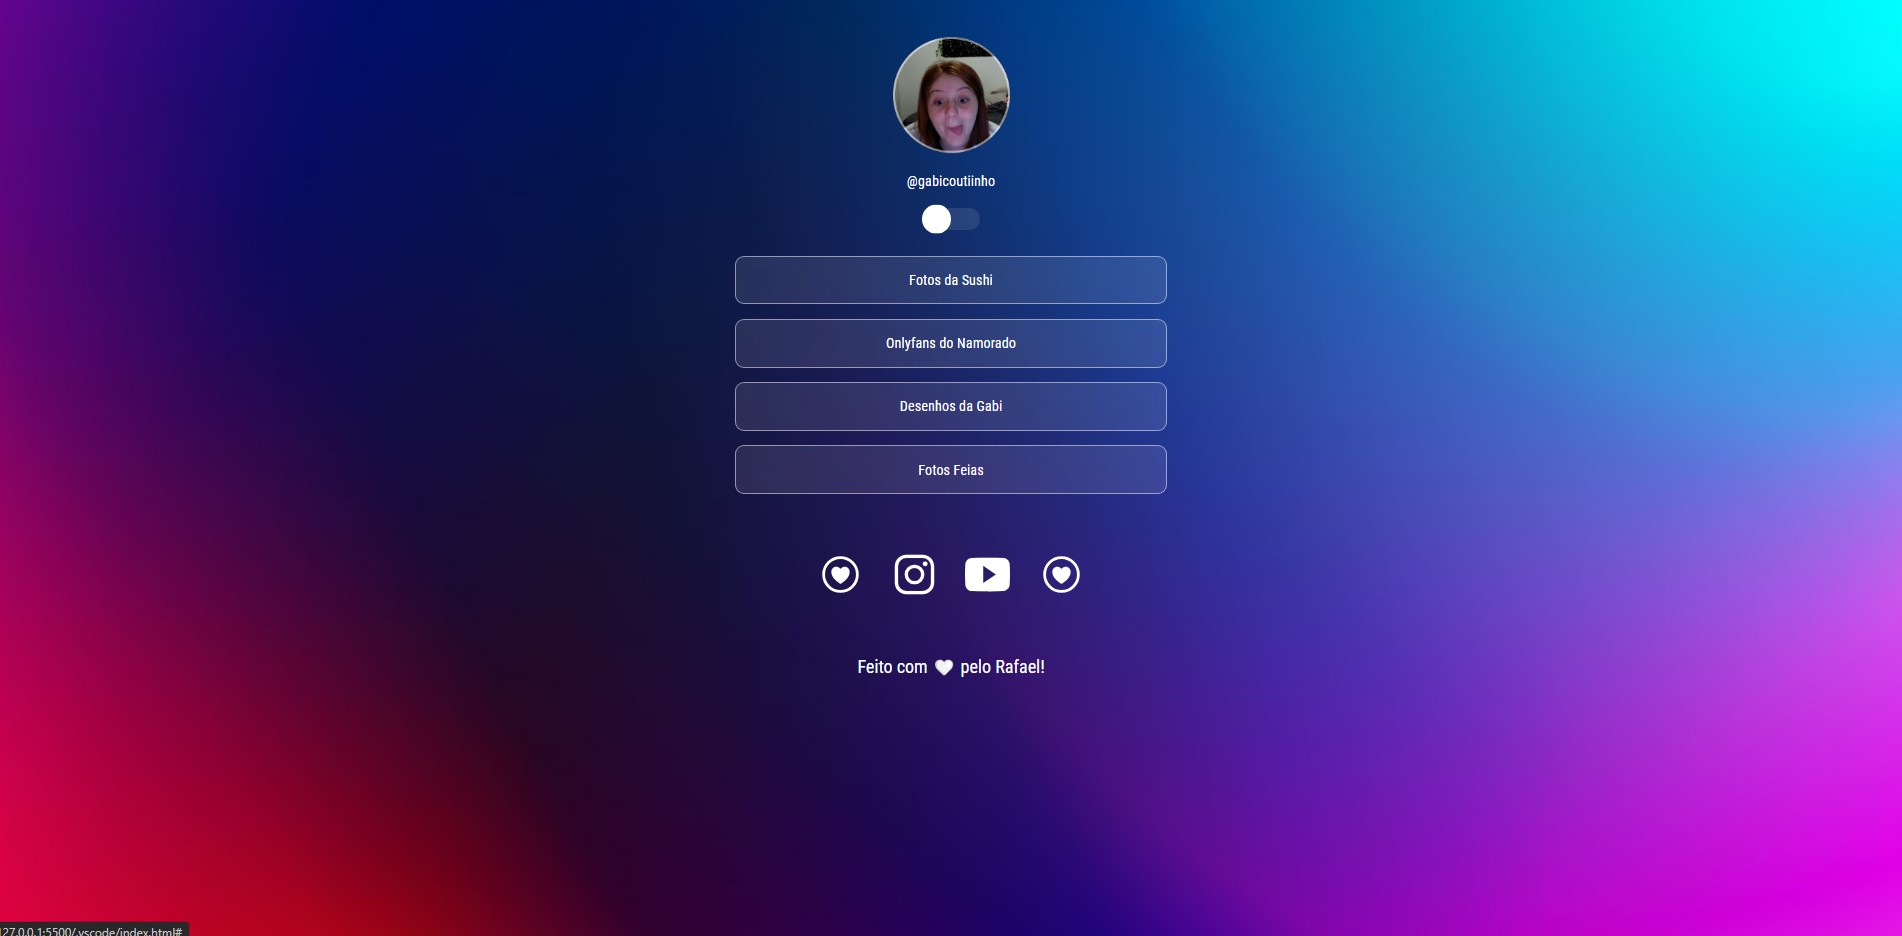 @gabicoutiinho
Fotos da Sushi
Onlyfans do Namorado
Desenhos da Gabi
Fotos Feias
Feito com 🤍 pelo Rafael!
127.0.0.1:5500/.vscode/index.html#